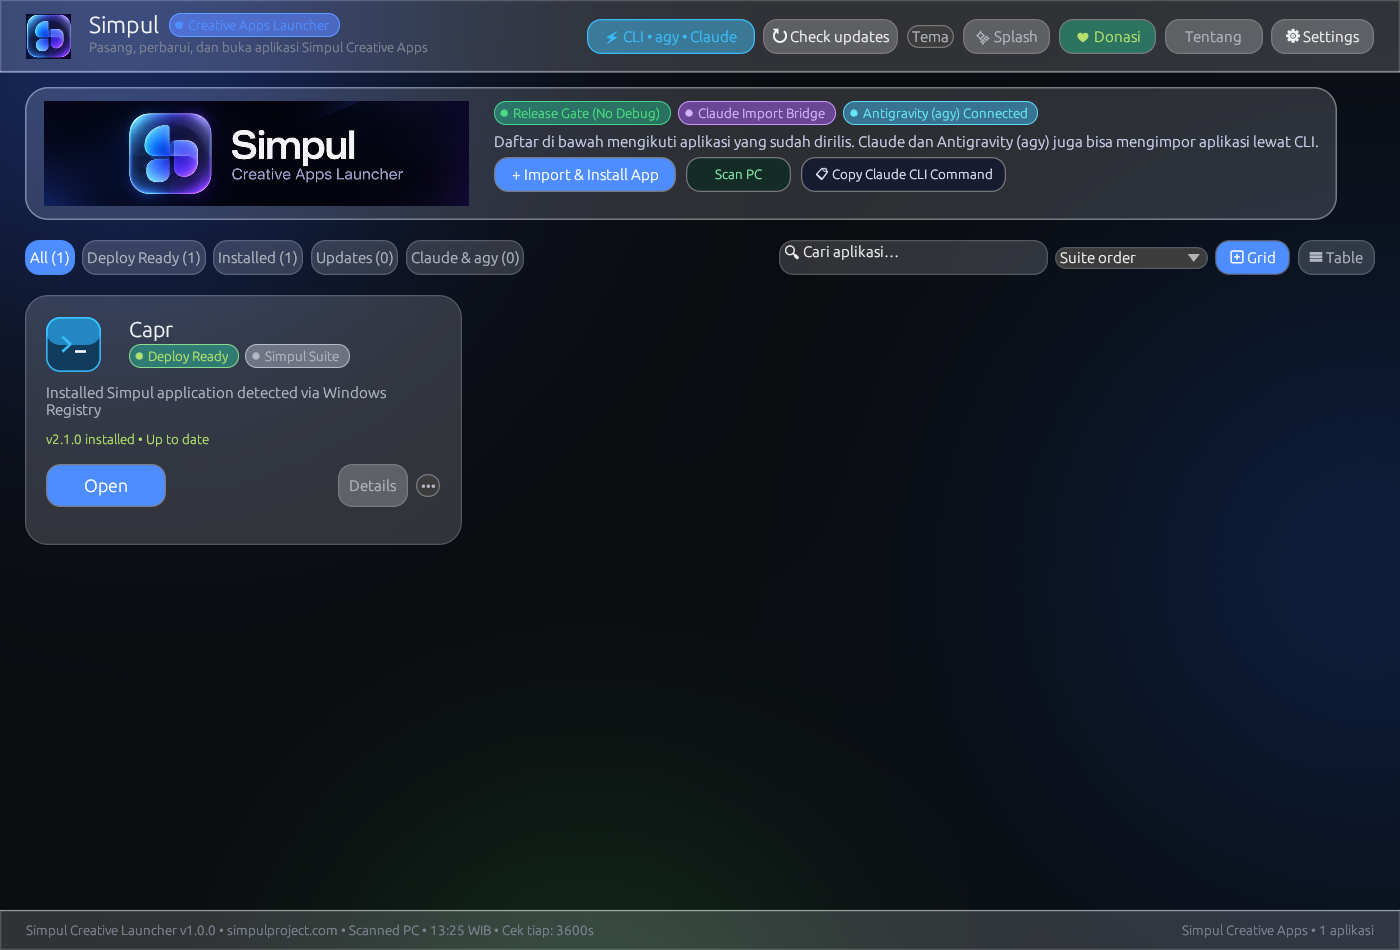 Simpul Creative Apps Launcher
Pasang, perbarui, dan buka aplikasi Simpul Creative Apps
CLI • agy • Claude
Check updates
Tema
Splash
Donasi
Tentang
Settings
Simpul
Creative Apps Launcher
Release Gate (No Debug)
Claude Import Bridge
Antigravity (agy) Connected
Daftar di bawah mengikuti aplikasi yang sudah dirilis. Claude dan Antigravity (agy) juga bisa mengimpor aplikasi lewat CLI.
+ Import & Install App
Scan PC
Copy Claude CLI Command
All (1)
Deploy Ready (1)
Installed (1)
Updates (0)
Claude & agy (0)
Cari aplikasi...
Suite order
Grid
Table
Capr
Deploy Ready
Simpul Suite
Installed Simpul application detected via Windows
Registry
v2.1.0 installed • Up to date
Open
Details
Simpul Creative Launcher v1.0.0 • simpulproject.com • Scanned PC • 13:25 WIB • Cek tiap: 3600s
Simpul Creative Apps • 1 aplikasi